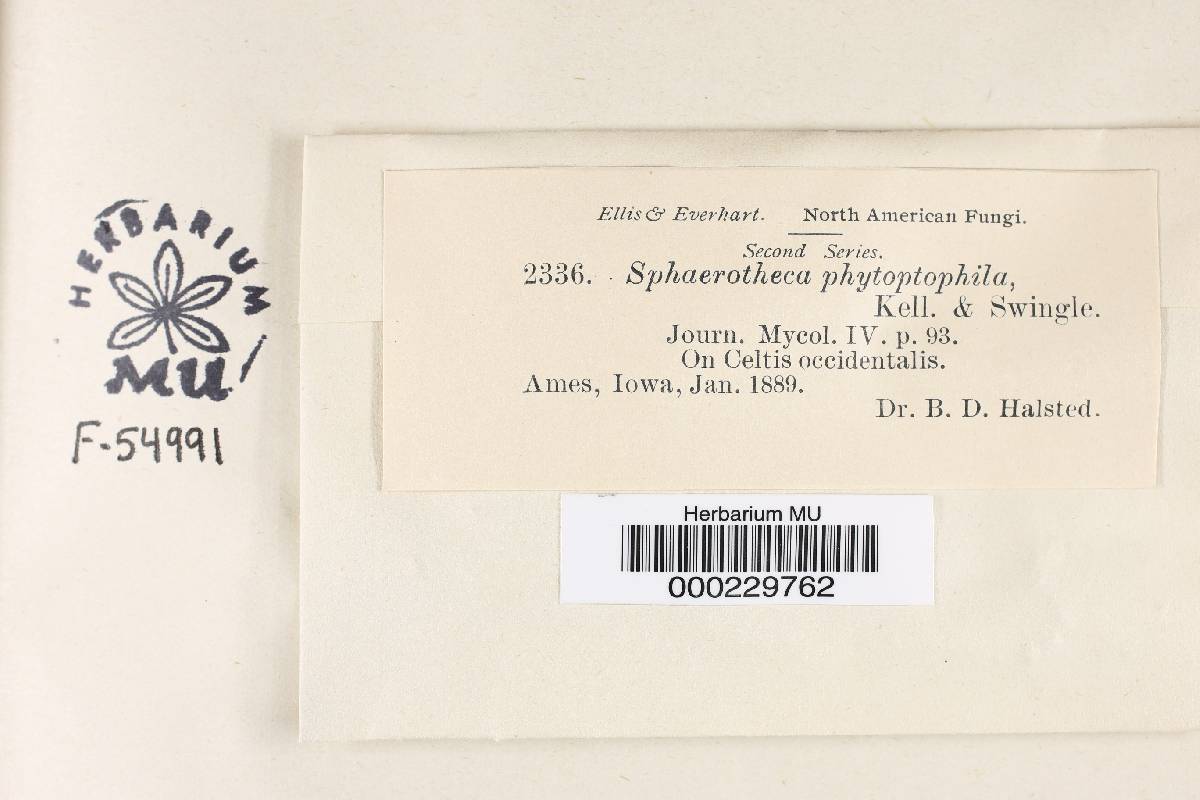 HERBARIUM
MU
F-54991
Ellis & Everhart. North American Fungi.
Second Series.
2336. Sphaerotheca phytoptophila,
Kell. & Swingle.
Journ. Mycol. IV. p. 93.
On Celtis occidentalis.
Ames, Iowa, Jan. 1889.
Dr. B. D. Halsted.
Herbarium MU
000229762